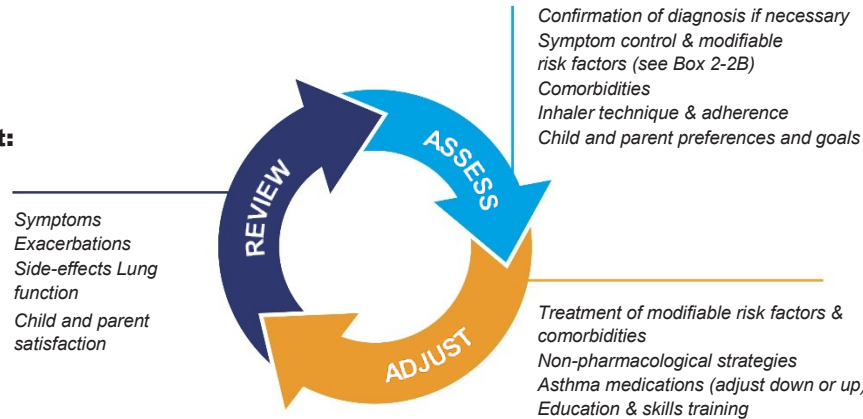 Confirmation of diagnosis if necessary
Symptom control & modifiable
risk factors (see Box 2-2B)
Comorbidities
Inhaler technique & adherence
Child and parent preferences and goals
t:
REVIEW
ASSESS
ADJUST
Symptoms
Exacerbations
Side-effects Lung
function
Child and parent
satisfaction
Treatment of modifiable risk factors &
comorbidities
Non-pharmacological strategies
Asthma medications (adjust down or up)
Education & skills training